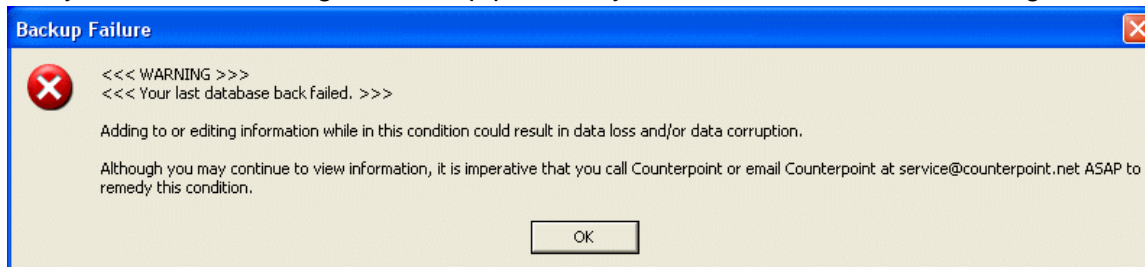 Backup Failure
<<< WARNING >>>
<<< Your last database back failed. >>>
Adding to or editing information while in this condition could result in data loss and/or data corruption.
Although you may continue to view information, it is imperative that you call Counterpoint or email Counterpoint at service@counterpoint.net ASAP to
remedy this condition.
OK